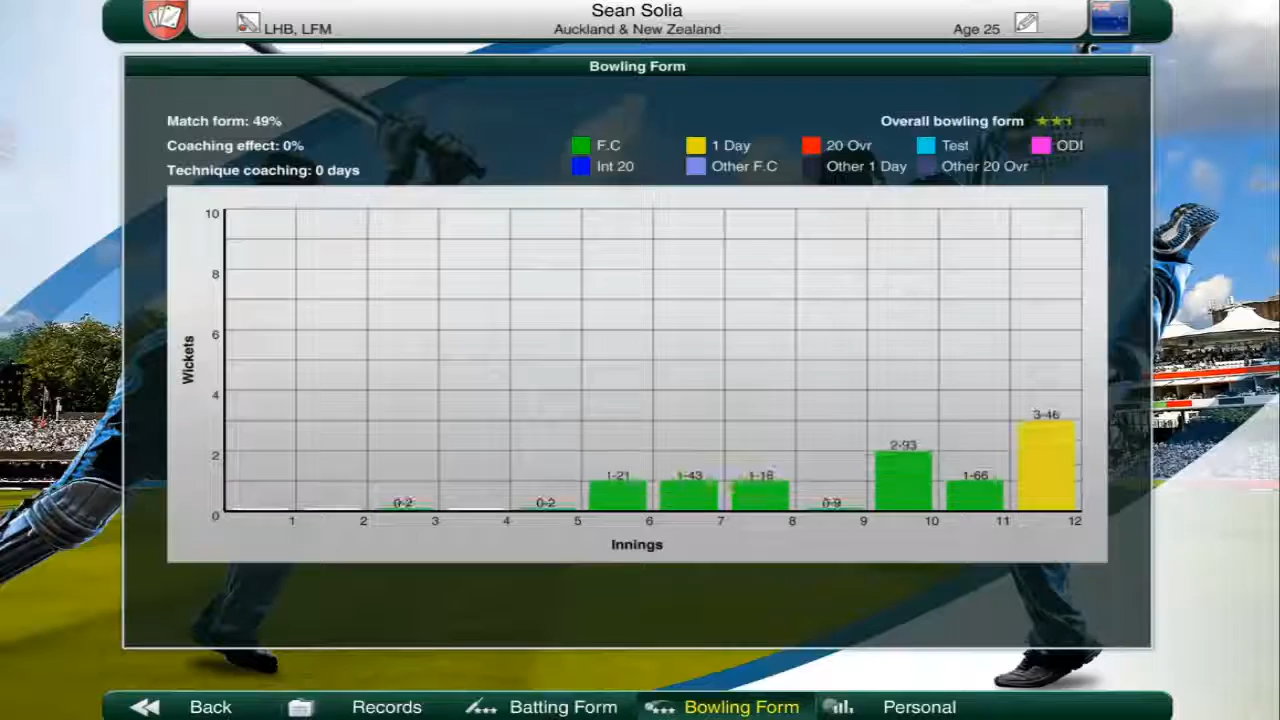 Sean Solia
LHB, LFM
Auckland & New Zealand
Age 25
Bowling Form
Match form: 49%
Overall bowling form
Coaching effect: 0%
F.C
1 Day
20 Ovr
Test
ODI
Technique coaching: 0 days
Int 20
Other F.C
Other 1 Day
Other 20 Ovr
10
8
6
4
2
0
Wickets
0-2
0-2
1-21
1-43
1-18
0-9
2-93
1-66
3-46
1 2 3 4 5 6 7 8 9 10 11 12
Innings
Back
Records
Batting Form
Bowling Form
Personal